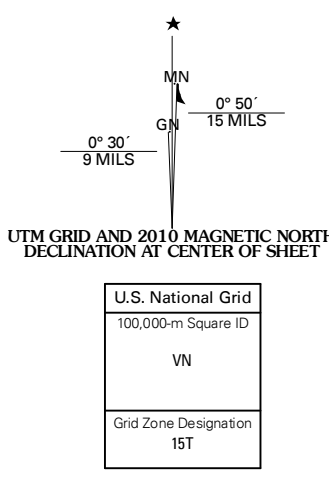 MN
0° 50´
15 MILS
GN
0° 30´
9 MILS
UTM GRID AND 2010 MAGNETIC NORTH
DECLINATION AT CENTER OF SHEET
U.S. National Grid
100,000-m Square ID
VN
Grid Zone Designation
15T